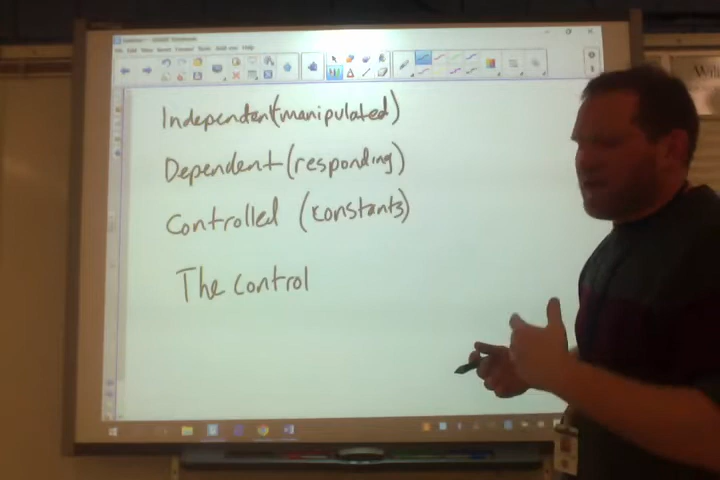 Independent (manipulated)
Dependent (responding)
Controlled (constants)
The control